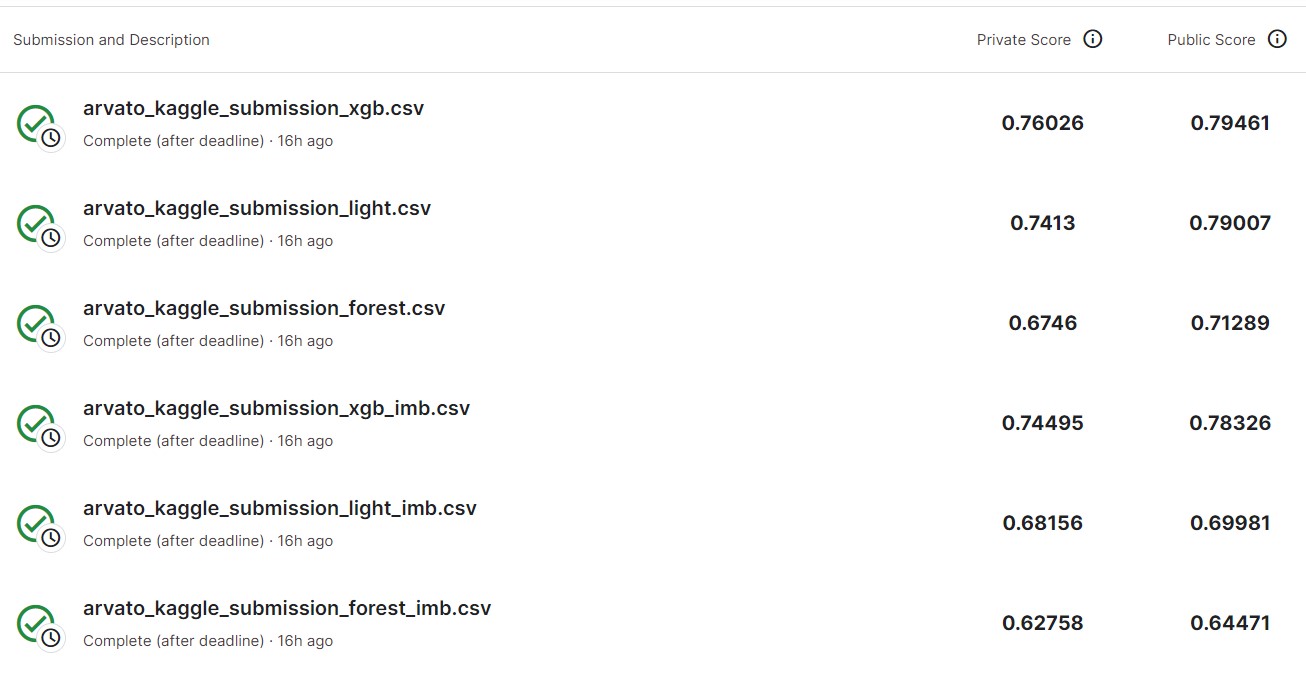 Submission and Description Private Score Public Score
arvato_kaggle_submission_xgb.csv 0.76026 0.79461
Complete (after deadline) · 16h ago
arvato_kaggle_submission_light.csv 0.7413 0.79007
Complete (after deadline) · 16h ago
arvato_kaggle_submission_forest.csv 0.6746 0.71289
Complete (after deadline) · 16h ago
arvato_kaggle_submission_xgb_imb.csv 0.74495 0.78326
Complete (after deadline) · 16h ago
arvato_kaggle_submission_light_imb.csv 0.68156 0.69981
Complete (after deadline) · 16h ago
arvato_kaggle_submission_forest_imb.csv 0.62758 0.64471
Complete (after deadline) · 16h ago